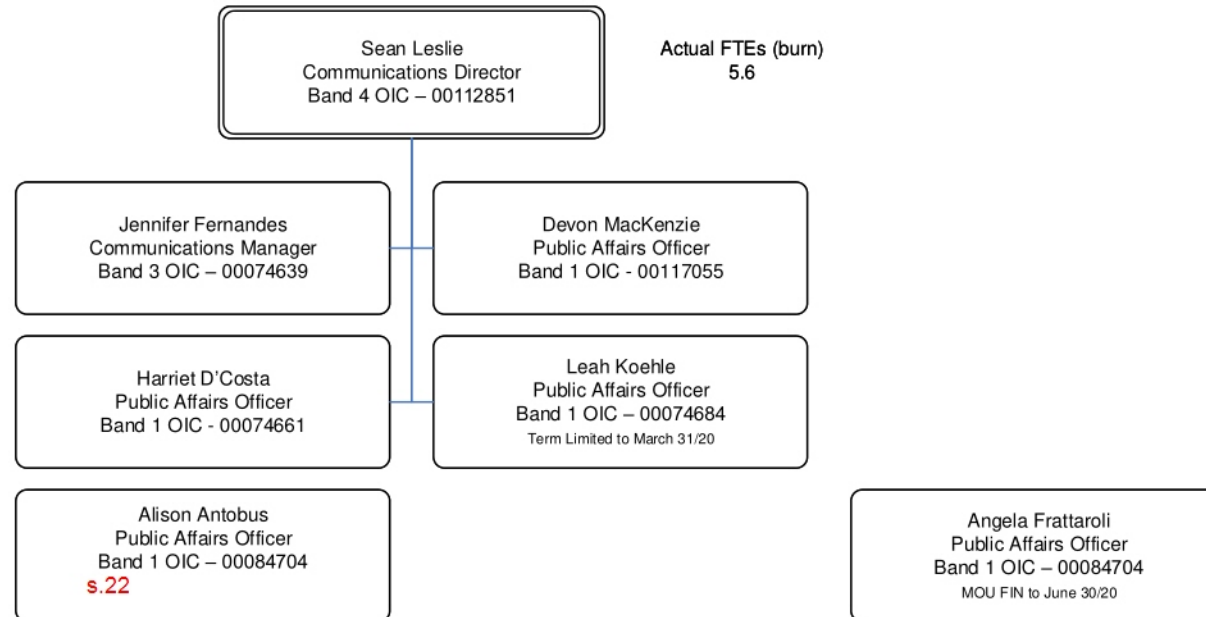 Sean Leslie
Communications Director
Band 4 OIC – 00112851
Actual FTEs (burn)
5.6
Jennifer Fernandes
Communications Manager
Band 3 OIC – 00074639
Devon MacKenzie
Public Affairs Officer
Band 1 OIC - 00117055
Harriet D’Costa
Public Affairs Officer
Band 1 OIC - 00074661
Leah Koehle
Public Affairs Officer
Band 1 OIC – 00074684
Term Limited to March 31/20
Alison Antobus
Public Affairs Officer
Band 1 OIC – 00084704
s.22
Angela Frattaroli
Public Affairs Officer
Band 1 OIC – 00084704
MOU FIN to June 30/20